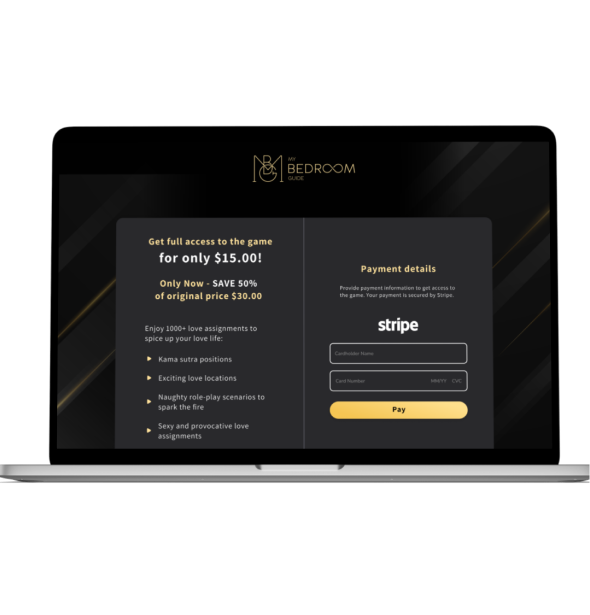 MBG
MY
BEDROOM
GUIDE
Get full access to the game
for only $15.00!
Only Now - SAVE 50%
of original price $30.00
Enjoy 1000+ love assignments to
spice up your love life:
Kama sutra positions
Exciting love locations
Naughty role-play scenarios to
spark the fire
Sexy and provocative love
assignments
Payment details
Provide payment information to get access to
the game. Your payment is secured by Stripe.
stripe
Cardholder Name
Card Number MM/YY CVC
Pay